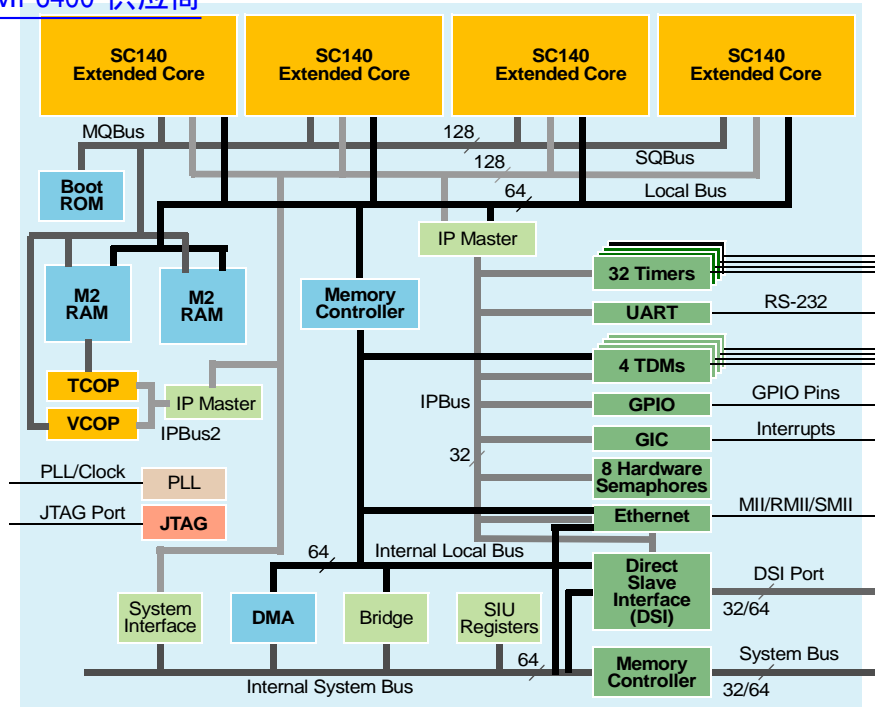 6400 供应商
SC140
Extended Core
SC140
Extended Core
SC140
Extended Core
SC140
Extended Core
MQBus
128
SQBus
128
64
Local Bus
Boot
ROM
IP Master
M2
RAM
M2
RAM
Memory
Controller
32 Timers
UART
RS-232
4 TDMs
TCOP
IP Master
VCOP
IPBus2
IPBus
GPIO
GPIO Pins
GIC
Interrupts
32
8 Hardware
Semaphores
PLL/Clock
PLL
JTAG Port
JTAG
Ethernet
MII/RMII/SMII
64
Internal Local Bus
Direct
Slave
Interface
(DSI)
DSI Port
32/64
System
Interface
DMA
Bridge
SIU
Registers
64
Internal System Bus
Memory
Controller
System Bus
32/64